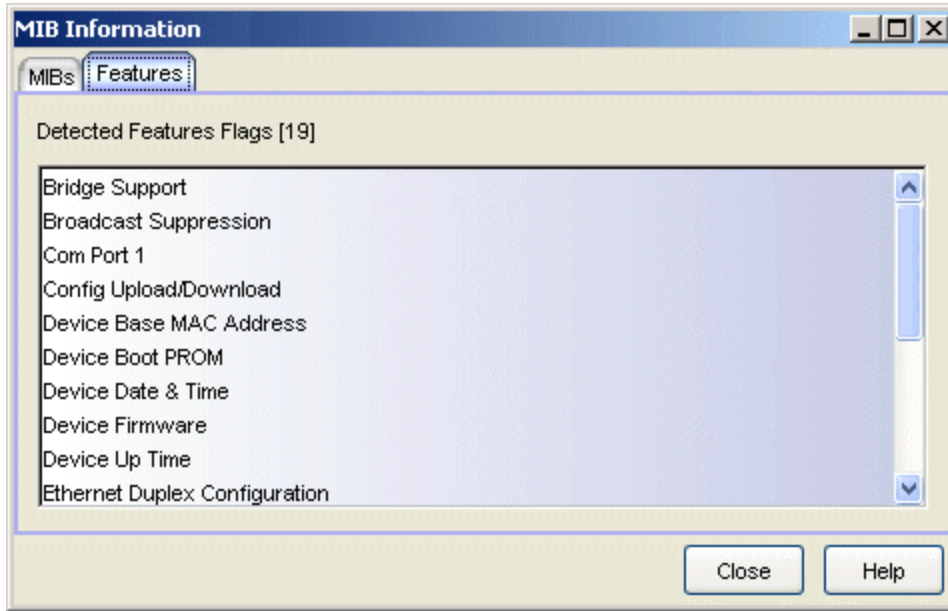 MIB Information
MIBs Features
Detected Features Flags [19]
Bridge Support
Broadcast Suppression
Com Port 1
Config Upload/Download
Device Base MAC Address
Device Boot PROM
Device Date & Time
Device Firmware
Device Up Time
Ethernet Duplex Configuration
Close Help